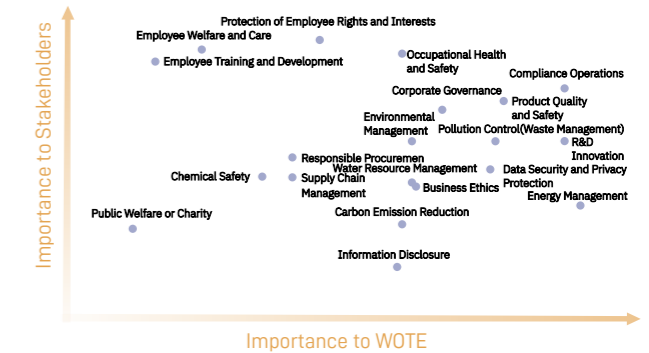 Importance to Stakeholders
Protection of Employee Rights and Interests
Employee Welfare and Care
Employee Training and Development
Occupational Health
and Safety
Compliance Operations
Corporate Governance
Product Quality
and Safety
Environmental
Management
Pollution Control(Waste Management)
R&D
Innovation
Responsible Procuremen
Water Resource Management
Data Security and Privacy
Protection
Chemical Safety
Supply Chain
Management
Business Ethics
Energy Management
Public Welfare or Charity
Carbon Emission Reduction
Information Disclosure
Importance to WOTE